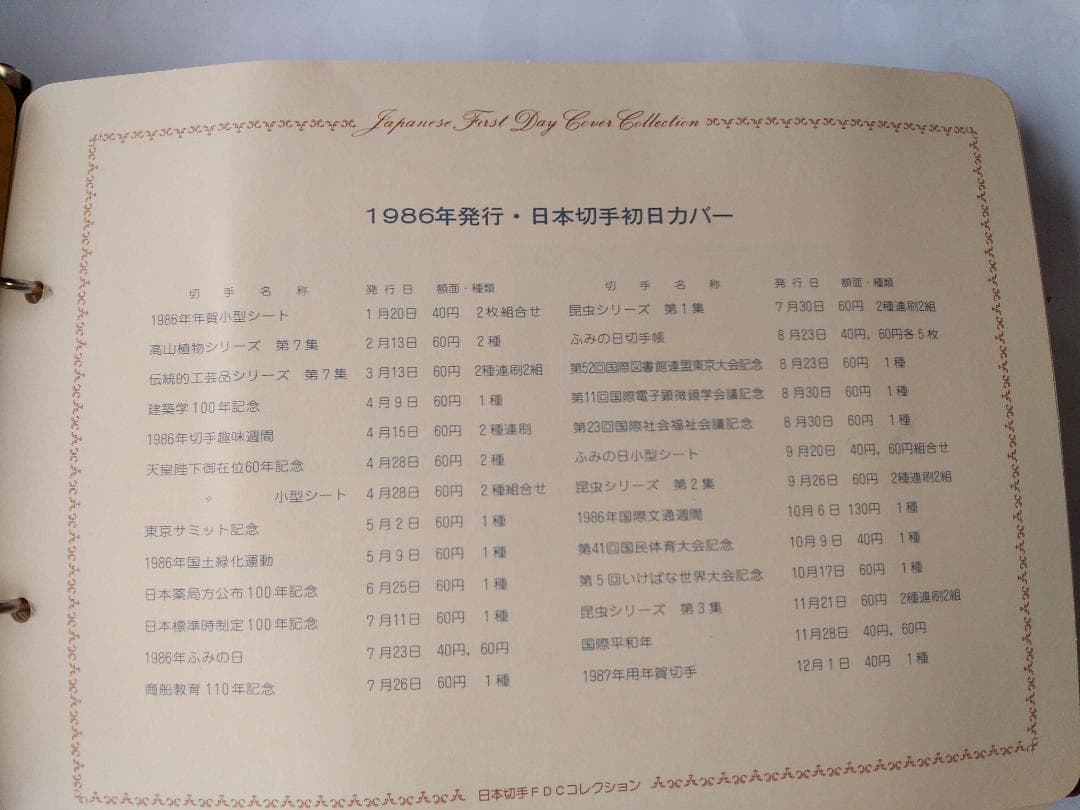 Japanese First Day Cover Collection
1986年発行・日本切手初日カバー
切手名称 発行日 額面・種類
1986年年賀小型シート 1月20日 40円 2枚組合せ
高山植物シリーズ 第7集 2月13日 60円 2種
伝統的工芸品シリーズ 第7集 3月13日 60円 2種連刷2組
建築学100年記念 4月9日 60円 1種
1986年切手趣味週間 4月15日 60円 2種連刷
天皇陛下御在位60年記念 4月28日 60円 2種
〃 小型シート 4月28日 60円 2種組合せ
東京サミット記念 5月2日 60円 1種
1986年国土緑化運動 5月9日 60円 1種
日本薬局方公布100年記念 6月25日 60円 1種
日本標準時制定100年記念 7月11日 60円 1種
1986年ふみの日 7月23日 40円, 60円
商船教育110年記念 7月26日 60円 1種
切手名称 発行日 額面・種類
昆虫シリーズ 第1集 7月30日 60円 2種連刷2組
ふみの日切手帳 8月23日 40円, 60円各5枚
第52回国際図書館連盟東京大会記念 8月23日 60円 1種
第11回国際電子顕微鏡学会議記念 8月30日 60円 1種
第23回国際社会福祉会議記念 8月30日 60円 1種
ふみの日小型シート 9月20日 40円, 60円組合せ
昆虫シリーズ 第2集 9月26日 60円 2種連刷2組
1986年国際文通週間 10月6日 130円 1種
第41回国民体育大会記念 10月9日 40円 1種
第5回いけばな世界大会記念 10月17日 60円 1種
昆虫シリーズ 第3集 11月21日 60円 2種連刷2組
国際平和年 11月28日 40円, 60円
1987年用年賀切手 12月1日 40円 1種
日本切手FDCコレクション